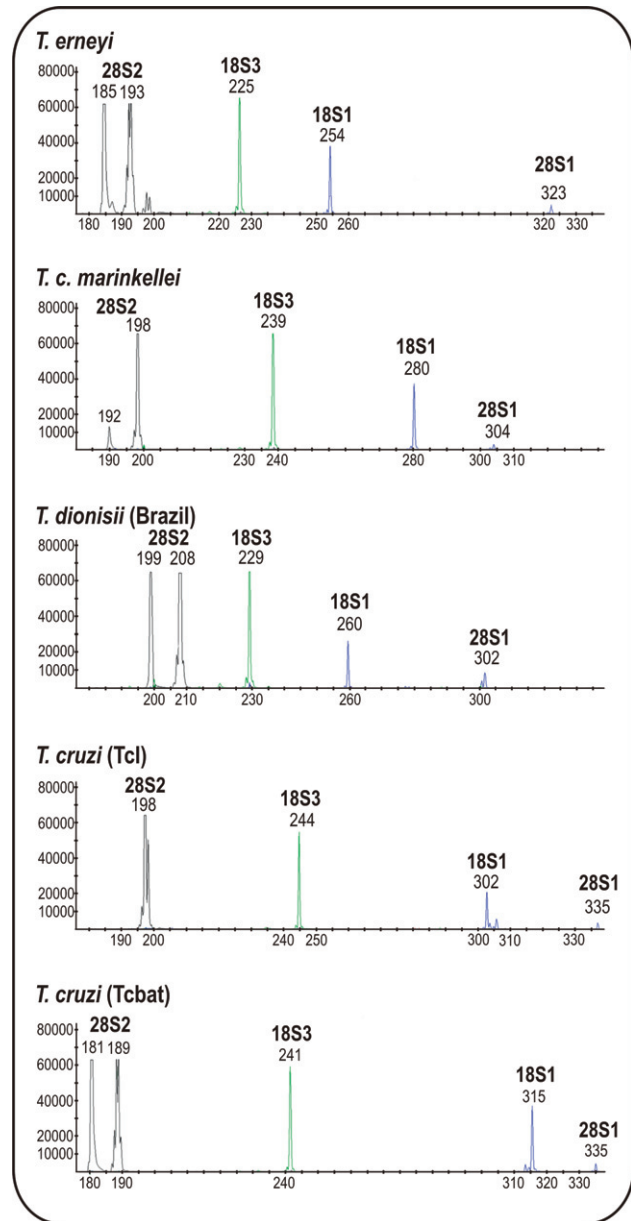 T. erneyi
28S2
18S3
185 193
225
18S1
254
28S1
323
80000
60000
40000
20000
10000
180 190 200 220 230 250 260 320 330
T. c. marinkellei
28S2
18S3
198
239
18S1
280
28S1
192
304
80000
60000
40000
20000
10000
190 200 230 240 280 300 310
T. dionisii (Brazil)
28S2 18S3
199 208 229
18S1
260
28S1
302
80000
60000
40000
20000
10000
200 210 230 260 300
T. cruzi (TcI)
28S2
198
18S3
244
18S1
302
28S1
335
80000
60000
40000
20000
10000
190 200 240 250 300 310 330
T. cruzi (Tcbat)
28S2
18S3
181 189
241
18S1
315
28S1
335
80000
60000
40000
20000
10000
180 190 240 310 320 330